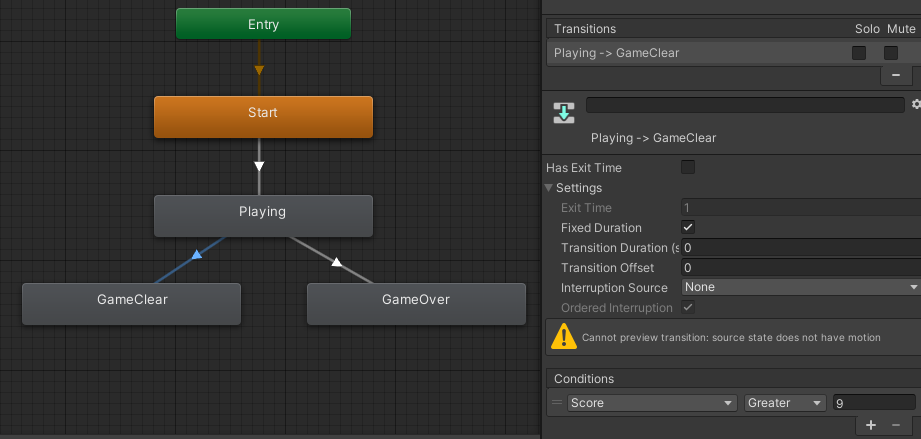 Entry
Start
Playing
GameClear
GameOver
Transitions Solo Mute
Playing -> GameClear
Playing -> GameClear
Has Exit Time
Settings
Exit Time 1
Fixed Duration
Transition Duration (s 0
Transition Offset 0
Interruption Source None
Ordered Interruption
Cannot preview transition: source state does not have motion
Conditions
Score Greater 9